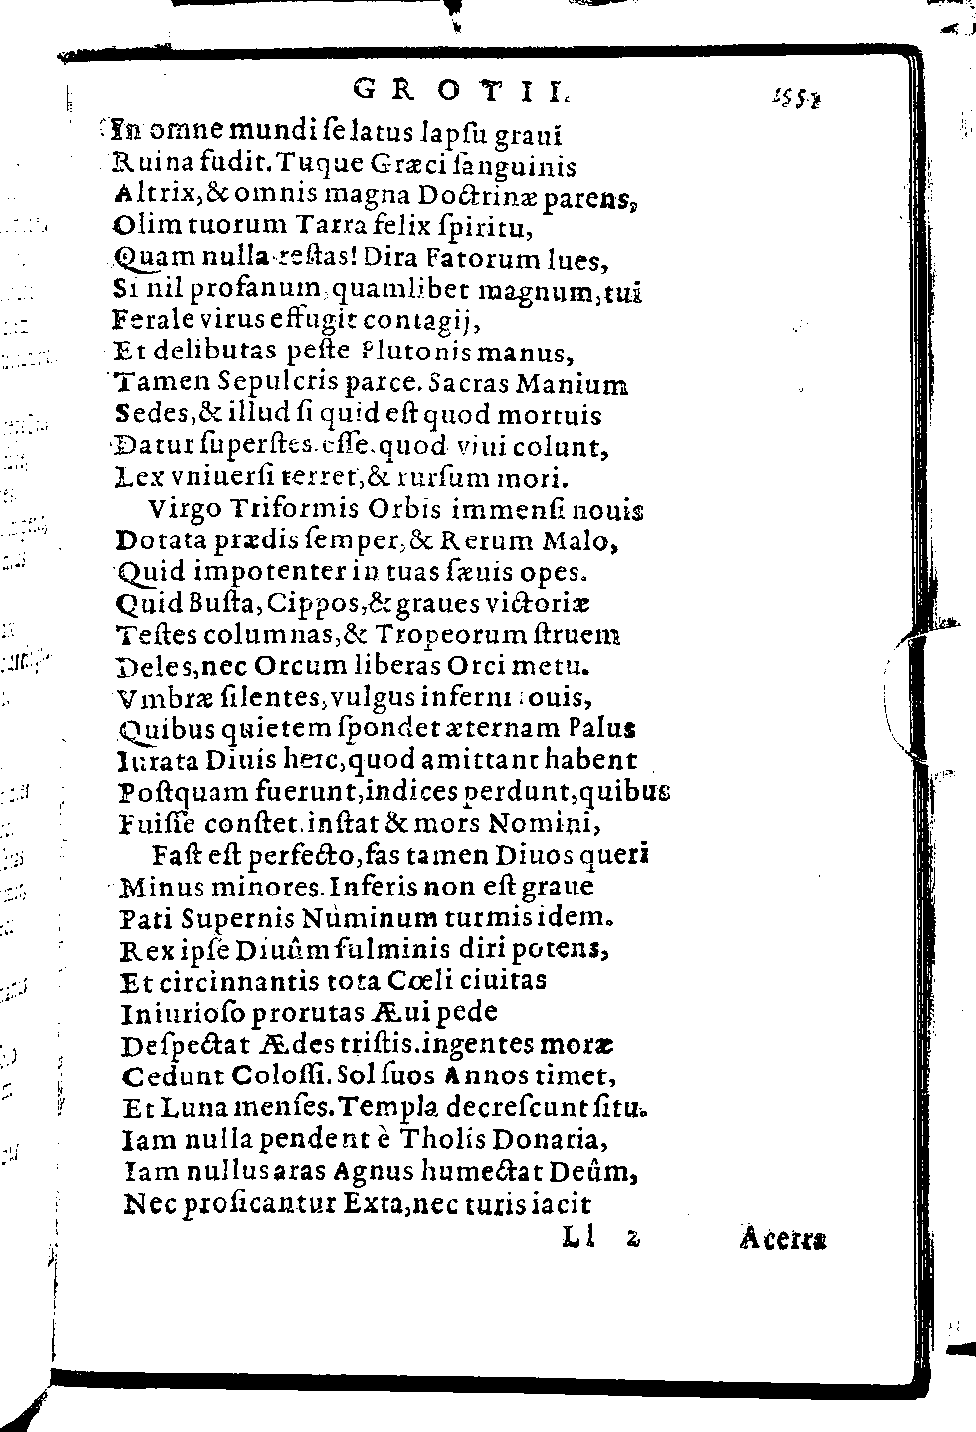 GROTII.
In omne mundi se latus lapsu graui
Ruina fudit. Tuque Græci sanguinis
Altrix, & omnis magna Doctrinæ parens,
Olim tuorum Tarra felix spiritu,
Quam nulla restas! Dira Fatorum lues,
Si nil profanum, quamlibet magnum, tui
Ferale virus effugit contagij,
Et delibutas peste Plutonis manus,
Tamen Sepulcris parce. Sacras Manium
Sedes, & illud si quid est quod mortuis
Datur superstes esse, quod viui colunt,
Lex vniuersi terret, & rursum mori.
Virgo Triformis Orbis immensi nouis
Dotata prædis semper, & Rerum Malo,
Quid impotenter in tuas sæuis opes.
Quid Busta, Cippos, & graues victoriæ
Testes columnas, & Tropeorum struem
Deles, nec Orcum liberas Orci metu.
Vmbræ silentes, vulgus inferni Iouis,
Quibus quietem spondet æternam Palus
Iurata Diuis heic, quod amittant habent
Postquam fuerunt, indices perdunt, quibus
Fuisse constet. instat & mors Nomini,
Fast est perfecto, fas tamen Diuos queri
Minus minores. Inferis non est graue
Pati Supernis Numinum turmis idem.
Rex ipse Diuûm fulminis diri potens,
Et circinnantis tota Cœli ciuitas
Iniurioso prorutas Æui pede
Despectat Ædes tristis. ingentes moræ
Cedunt Colossi. Sol suos Annos timet,
Et Luna menses. Templa decrescunt situ.
Iam nulla pendent è Tholis Donaria,
Iam nullus aras Agnus humectat Deûm,
Nec prosicantur Exta, nec turis iacit
Ll 2 Acerra